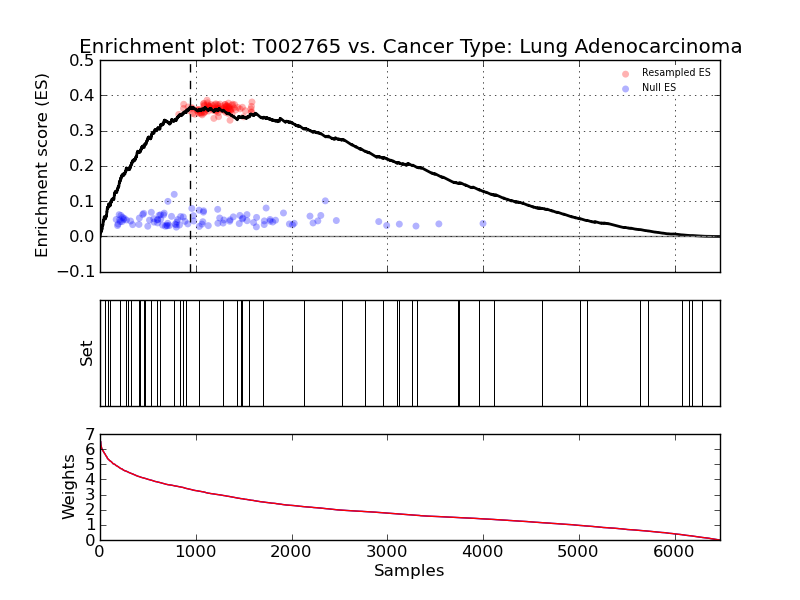 Enrichment plot: T002765 vs. Cancer Type: Lung Adenocarcinoma
Enrichment score (ES)
0.5
0.4
0.3
0.2
0.1
0.0
−0.1
Resampled ES
Null ES
Set
Weights
7
6
5
4
3
2
1
0
0 1000 2000 3000 4000 5000 6000
Samples